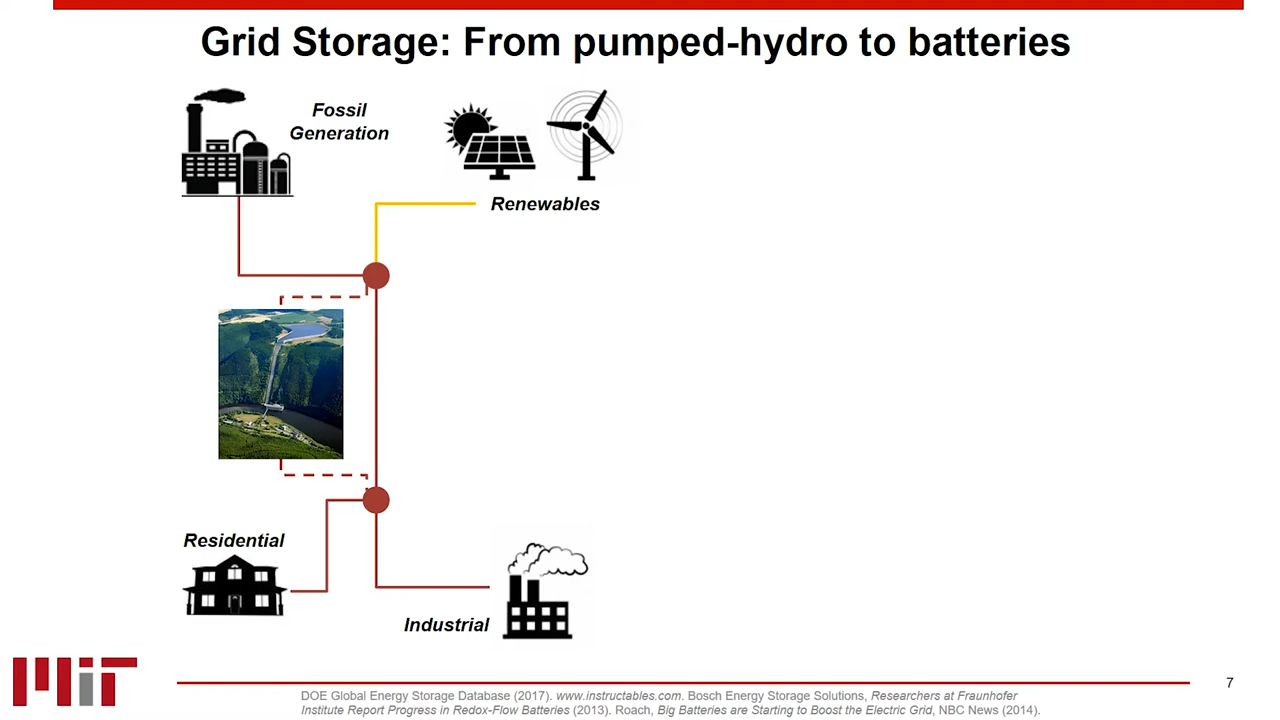 Grid Storage: From pumped-hydro to batteries
Fossil
Generation
Renewables
Residential
Industrial
MIT
DOE Global Energy Storage Database (2017). www.instructables.com. Bosch Energy Storage Solutions, Researchers at Fraunhofer
Institute Report Progress in Redox-Flow Batteries (2013). Roach, Big Batteries are Starting to Boost the Electric Grid, NBC News (2014).
7